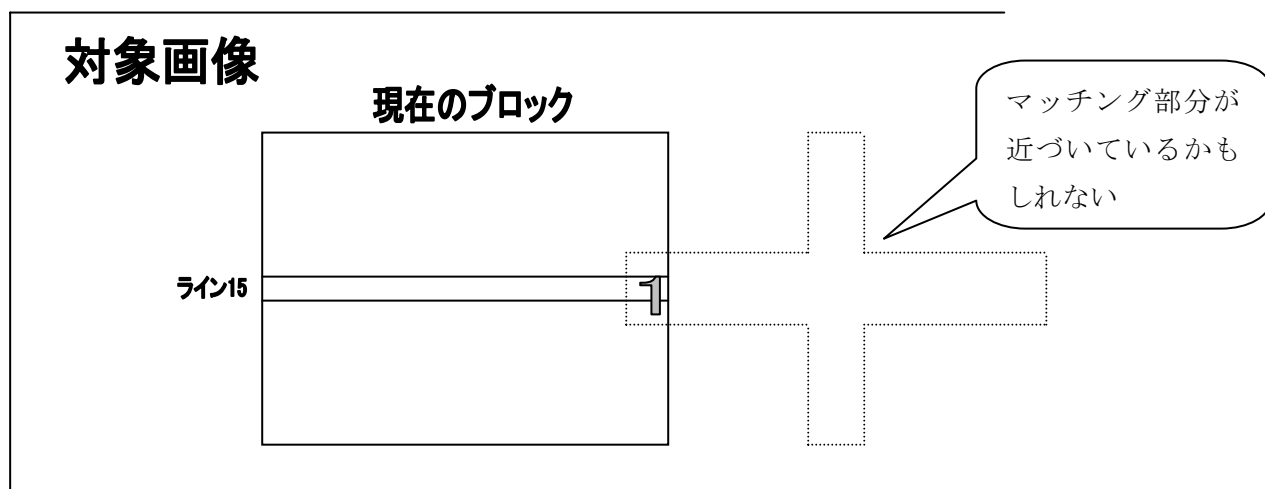 対象画像
現在のブロック
マッチング部分が
近づいているかも
しれない
ライン15
1